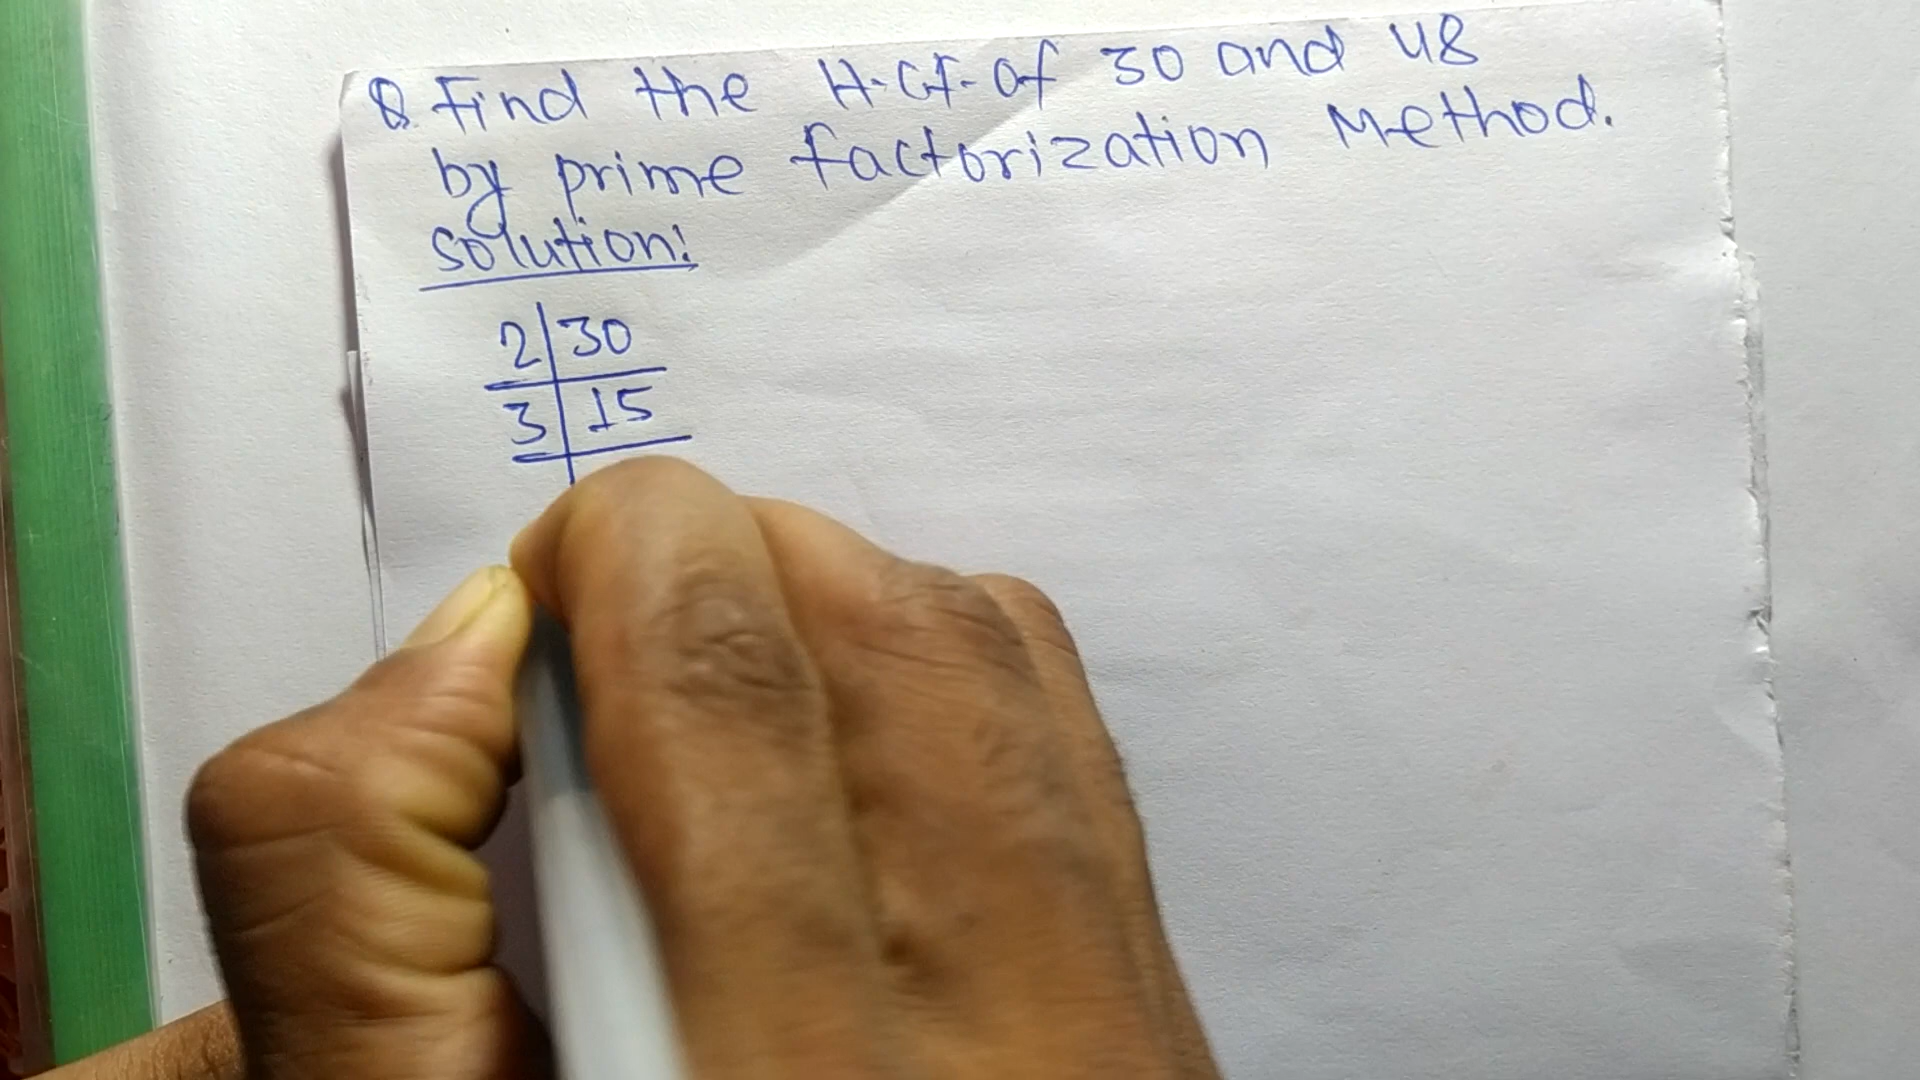 Q. Find the H.C.F. of 30 and 48
by prime factorization Method.
solution:
2 30
3 15